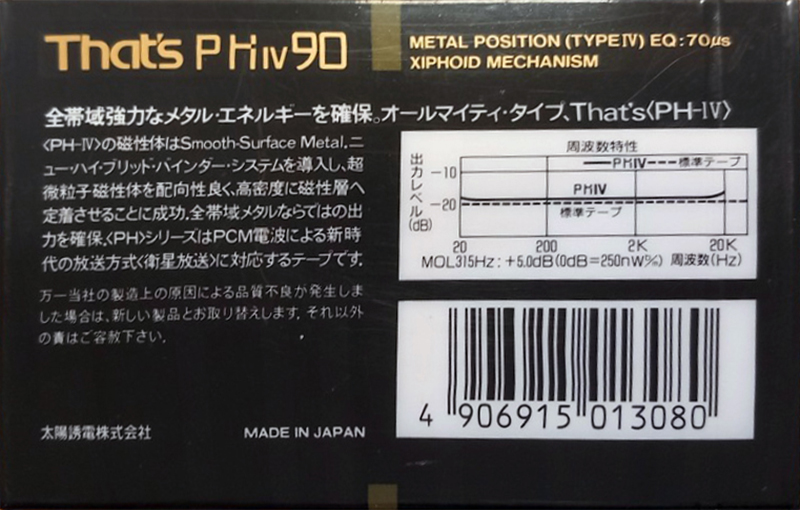 That's PHIV90
METAL POSITION (TYPEⅣ) EQ:70μs
XIPHOID MECHANISM
全帯域強力なメタル・エネルギーを確保。オールマイティ・タイプ、That's〈PH-IV〉
〈PH-IV〉の磁性体はSmooth-Surface Metal.ニ
ュー・ハイ・ブリッド・バインダー・システムを導入し、超
微粒子磁性体を配向性良く、高密度に磁性層へ
定着させることに成功。全帯域メタルならではの出
力を確保。〈PH〉シリーズはPCM電波による新時
代の放送方式〈衛星放送〉に対応するテープです。
万一当社の製造上の原因による品質不良が発生しま
した場合は、新しい製品とお取り替えします。それ以外
の責はご容赦下さい。
太陽誘電株式会社
MADE IN JAPAN
周波数特性
PHIV 標準テープ
出力レベル(dB)
-10
PHIV
-20
標準テープ
20 200 2K 20K
MOL315Hz:+5.0dB(0dB=250nWb/m) 周波数(Hz)
4 906915 013080